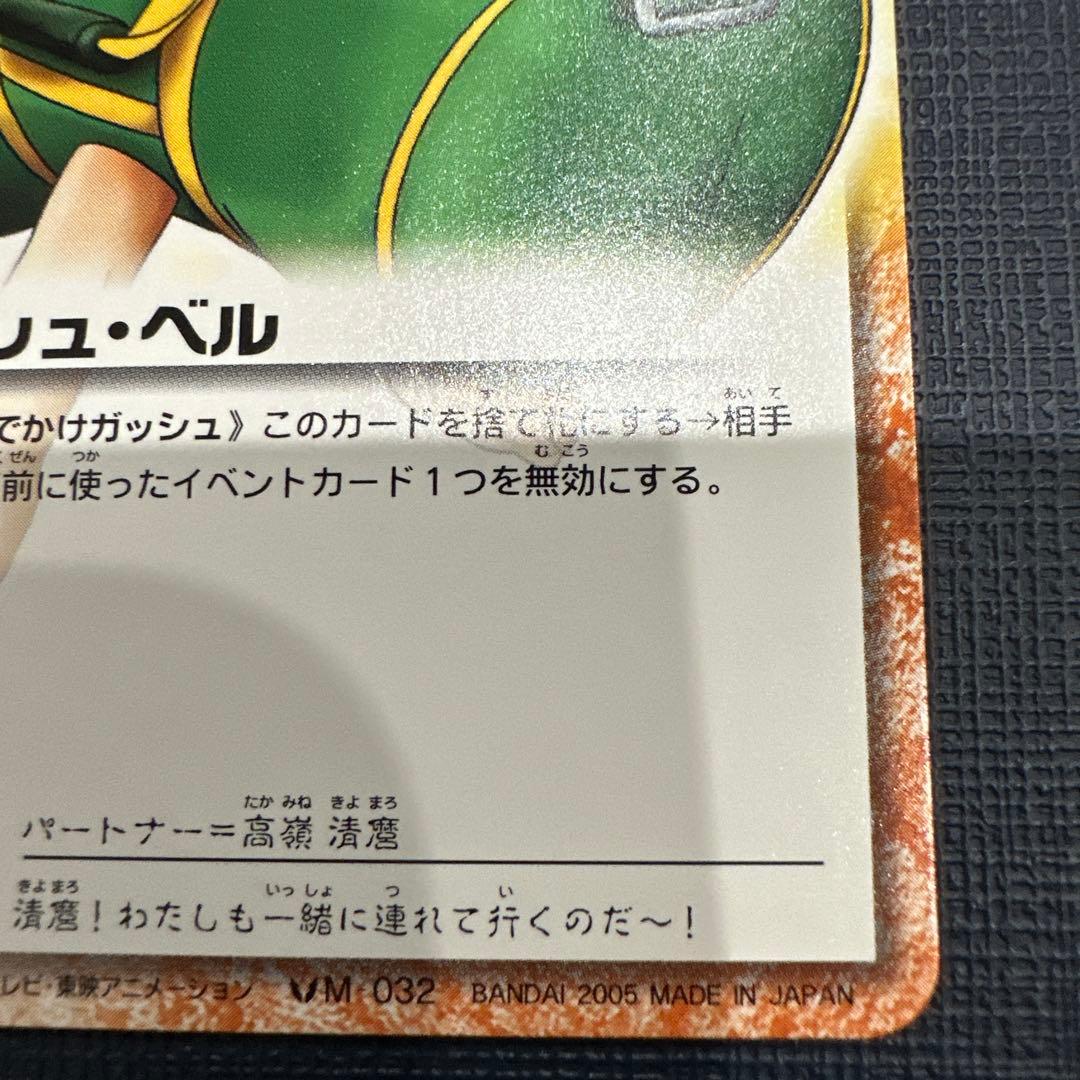 シュ・ベル
でかけガッシュ》このカードを捨て札にする→相手
前に使ったイベントカード1つを無効にする。
パートナー=高嶺 清麿
清麿!わたしも一緒に連れて行くのだ〜!
レビ・東映アニメーション M-032 BANDAI 2005 MADE IN JAPAN